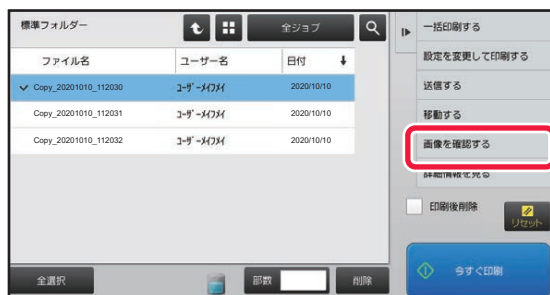 標準フォルダー
全ジョブ
ファイル名 ユーザー名 日付
Copy_20201010_112030 ユーザーメイメイ 2020/10/10
Copy_20201010_112031 ユーザーメイメイ 2020/10/10
Copy_20201010_112032 ユーザーメイメイ 2020/10/10
全選択 部数 削除
一括印刷する
設定を変更して印刷する
送信する
移動する
画像を確認する
詳細情報を見る
印刷後削除
リセット
今すぐ印刷